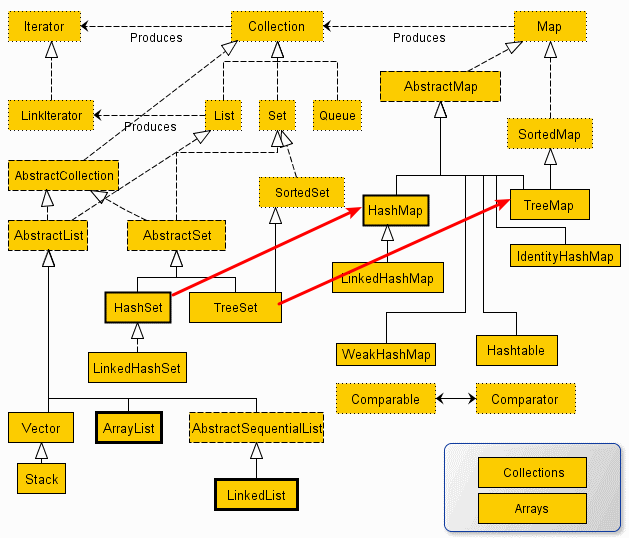 Iterator
Collection
Map
Produces
Produces
AbstractMap
LinkIterator
List
Set
Queue
Produces
SortedMap
AbstractCollection
SortedSet
HashMap
TreeMap
AbstractList
AbstractSet
IdentityHashMap
LinkedHashMap
HashSet
TreeSet
WeakHashMap
Hashtable
LinkedHashSet
Comparable
Comparator
Vector
ArrayList
AbstractSequentialList
Stack
LinkedList
Collections
Arrays